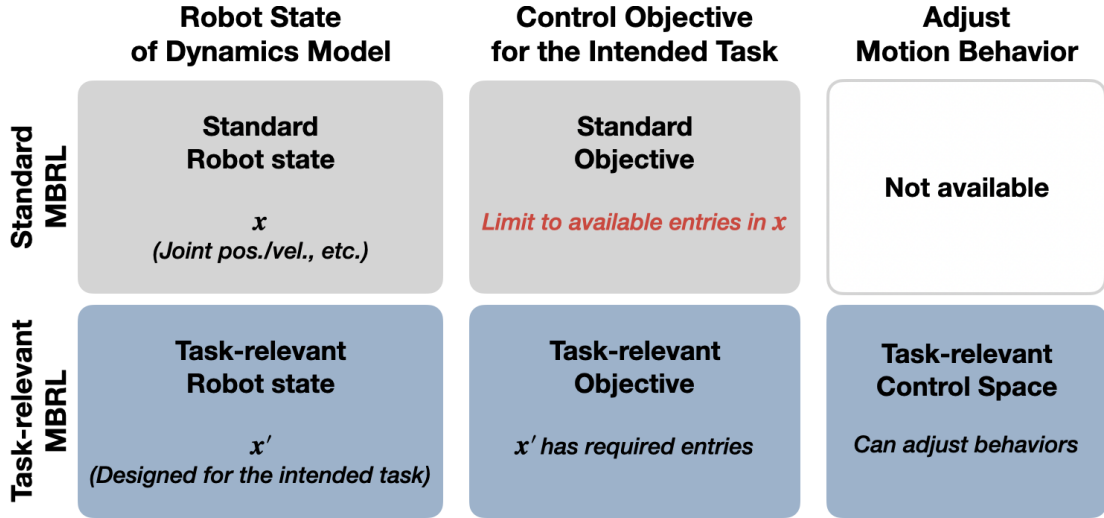 Robot State
of Dynamics Model
Control Objective
for the Intended Task
Adjust
Motion Behavior
Standard
MBRL
Standard
Robot state
x
(Joint pos./vel., etc.)
Standard
Objective
Limit to available entries in x
Not available
Task-relevant
MBRL
Task-relevant
Robot state
x′
(Designed for the intended task)
Task-relevant
Objective
x′ has required entries
Task-relevant
Control Space
Can adjust behaviors